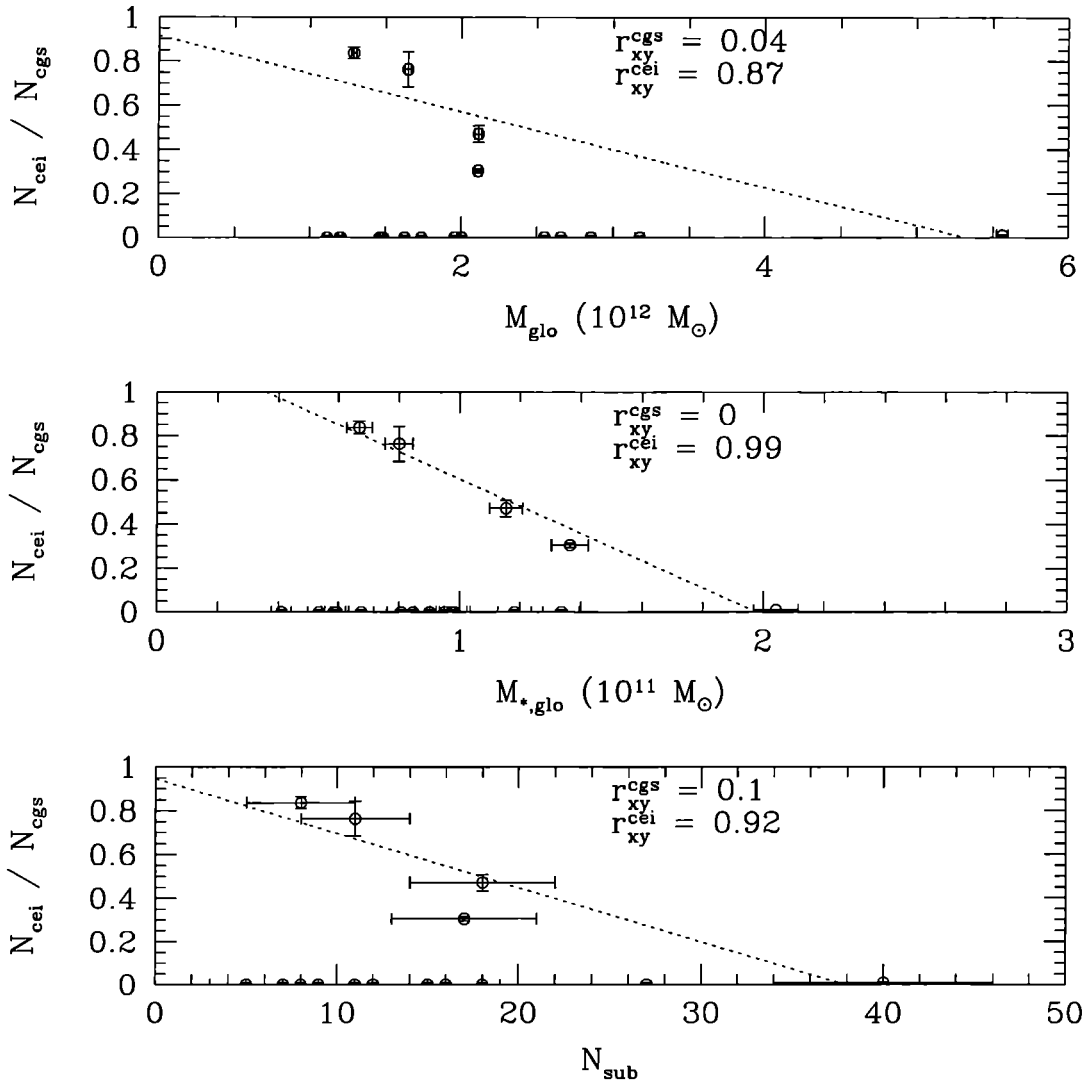 1
0.8
0.6
0.4
0.2
0
N_cei / N_cgs
r_xy^cgs = 0.04
r_xy^cei = 0.87
0 2 4 6
M_glo (10^12 M_⊙)
1
0.8
0.6
0.4
0.2
0
N_cei / N_cgs
r_xy^cgs = 0
r_xy^cei = 0.99
0 1 2 3
M_*,glo (10^11 M_⊙)
1
0.8
0.6
0.4
0.2
0
N_cei / N_cgs
r_xy^cgs = 0.1
r_xy^cei = 0.92
0 10 20 30 40 50
N_sub